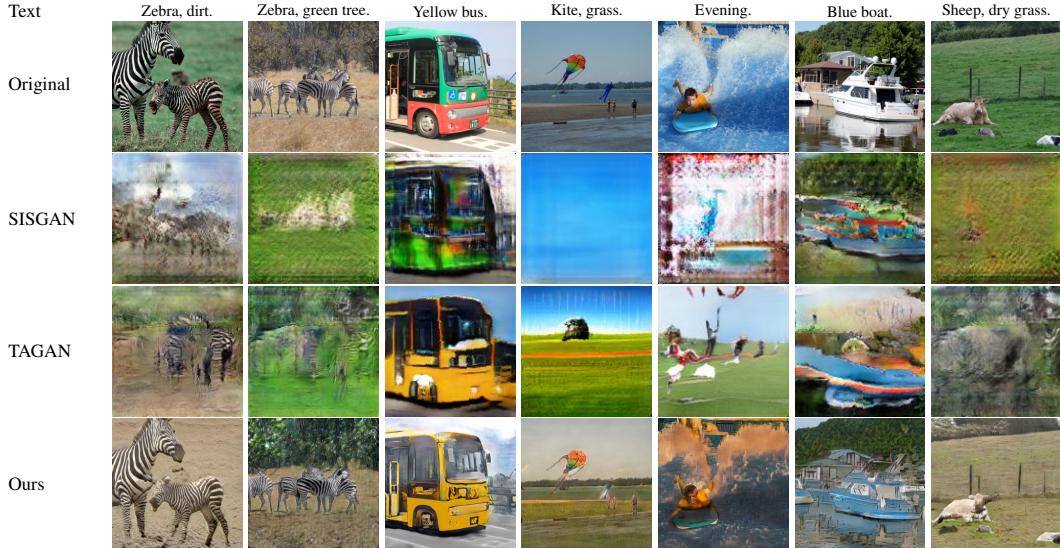 Text Zebra, dirt. Zebra, green tree. Yellow bus. Kite, grass. Evening. Blue boat. Sheep, dry grass.
Original
SISGAN
TAGAN
Ours